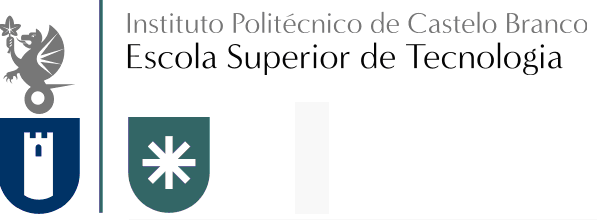 Instituto Politécnico de Castelo Branco
Escola Superior de Tecnologia